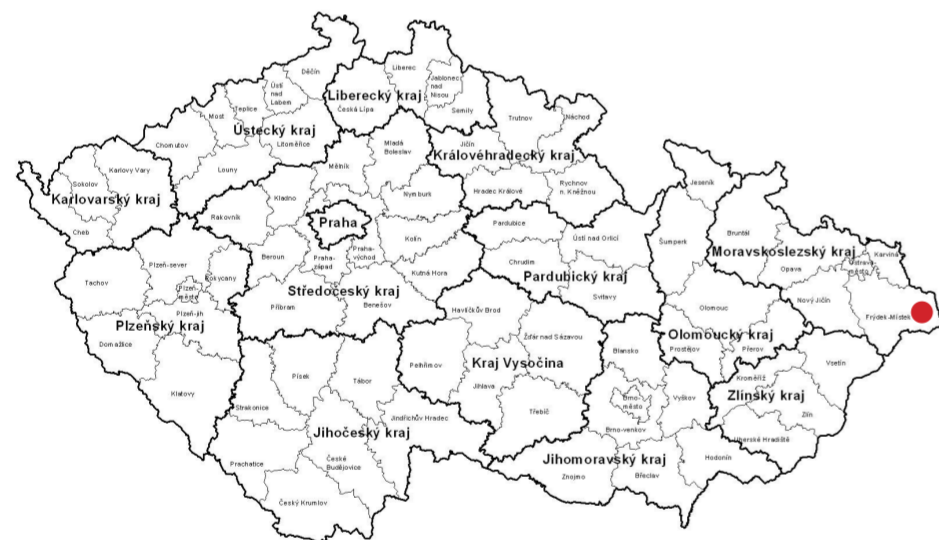 Děčín
Liberec
Ústí
nad
Labem
Jablonec
nad
Nisou
Liberecký kraj
Teplice
Česká Lípa
Semily
Trutnov
Náchod
Most
Ústecký kraj
Chomutov
Litoměřice
Mladá
Boleslav
Jičín
Královéhradecký kraj
Louny
Mělník
Karlovy Vary
Sokolov
Karlovarský kraj
Cheb
Rakovník
Kladno
Nymburk
Hradec Králové
Rychnov
n. Kněžnou
Jeseník
Praha
Pardubice
Kolín
Ústí nad Orlicí
Šumperk
Bruntál
Moravskoslezský kraj
Karviná
Ostrava-
město
Opava
Beroun
Praha-
západ
Praha-
východ
Chrudim
Pardubický kraj
Kutná Hora
Tachov
Plzeň-sever
Rokycany
Plzeň-
město
Plzeň-jih
Plzeňský kraj
Domažlice
Středočeský kraj
Příbram
Benešov
Svitavy
Havlíčkův Brod
Olomouc
Nový Jičín
Frýdek-Místek
Olomoucký kraj
Prostějov
Přerov
Žďár nad Sázavou
Blansko
Vsetín
Klatovy
Písek
Tábor
Pelhřimov
Kraj Vysočina
Jihlava
Kroměříž
Zlínský kraj
Zlín
Strakonice
Jindřichův Hradec
Třebíč
Brno-
město
Vyškov
Brno-venkov
Jihočeský kraj
Uherské Hradiště
Prachatice
České
Budějovice
Jihomoravský kraj
Hodonín
Znojmo
Břeclav
Český Krumlov